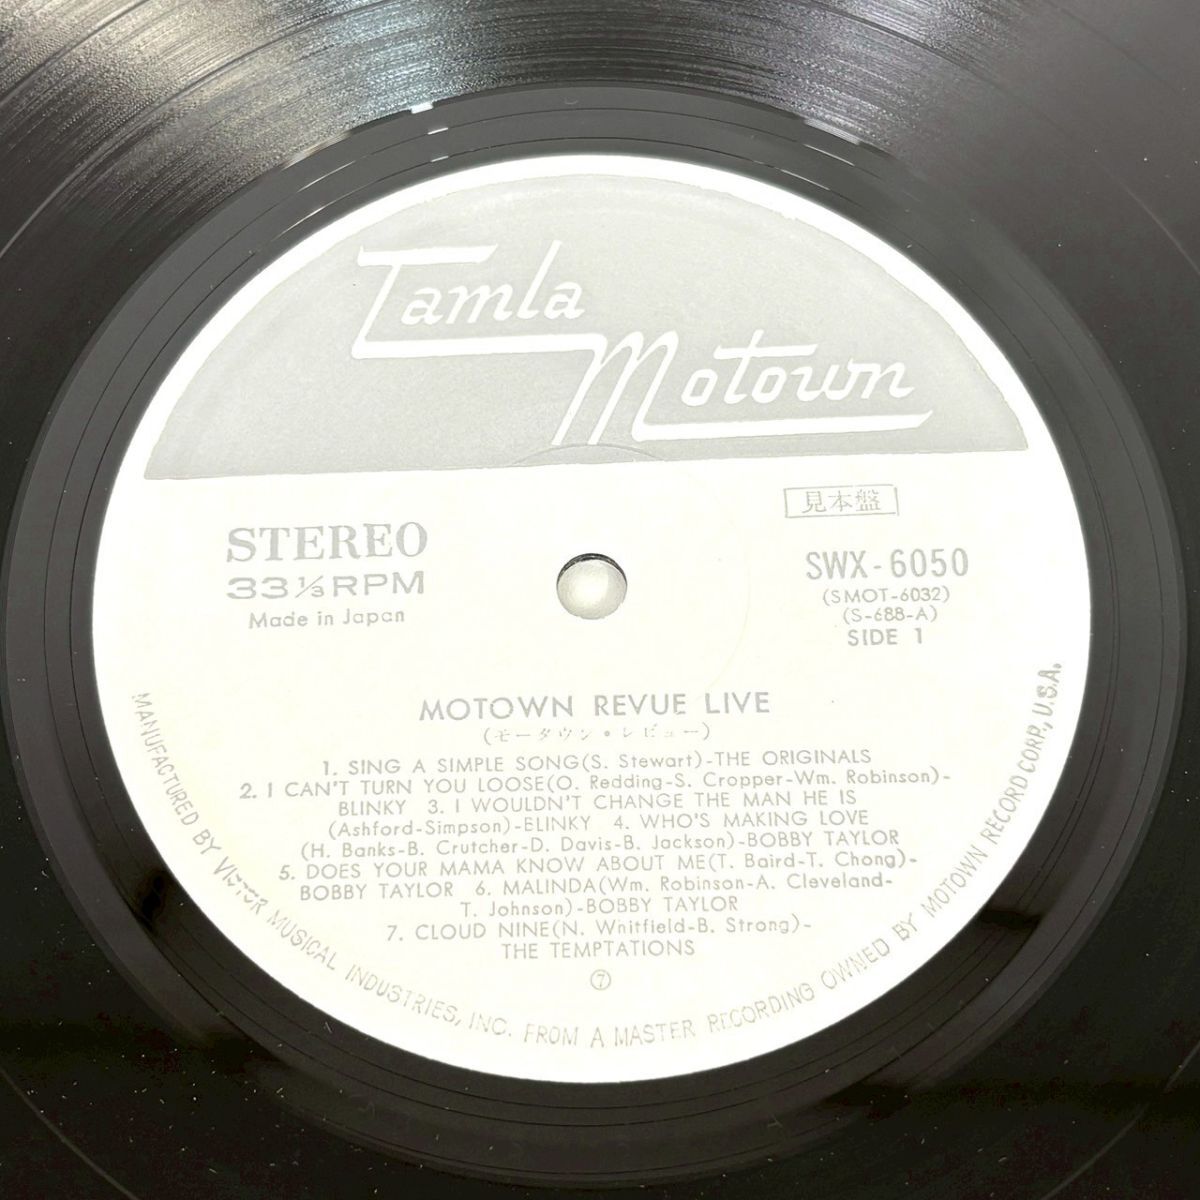 Tamla
Motown
STEREO
33 1/3 RPM
Made in Japan
見本盤
SWX-6050
(SMOT-6032)
(S-688-A)
SIDE 1
MOTOWN REVUE LIVE
(モータウン・レビュー)
1. SING A SIMPLE SONG(S. Stewart)-THE ORIGINALS
2. I CAN'T TURN YOU LOOSE(O. Redding-S. Cropper-Wm. Robinson)-
BLINKY 3. I WOULDN'T CHANGE THE MAN HE IS
(Ashford-Simpson)-BLINKY 4. WHO'S MAKING LOVE
(H. Banks-B. Crutcher-D. Davis-B. Jackson)-BOBBY TAYLOR
5. DOES YOUR MAMA KNOW ABOUT ME(T. Baird-T. Chong)-
BOBBY TAYLOR 6. MALINDA(Wm. Robinson-A. Cleveland-
T. Johnson)-BOBBY TAYLOR
7. CLOUD NINE(N. Whitfield-B. Strong)-
THE TEMPTATIONS
⑦
MANUFACTURED BY VICTOR MUSICAL INDUSTRIES, INC. FROM A MASTER RECORDING OWNED BY MOTOWN RECORD CORP., U.S.A.